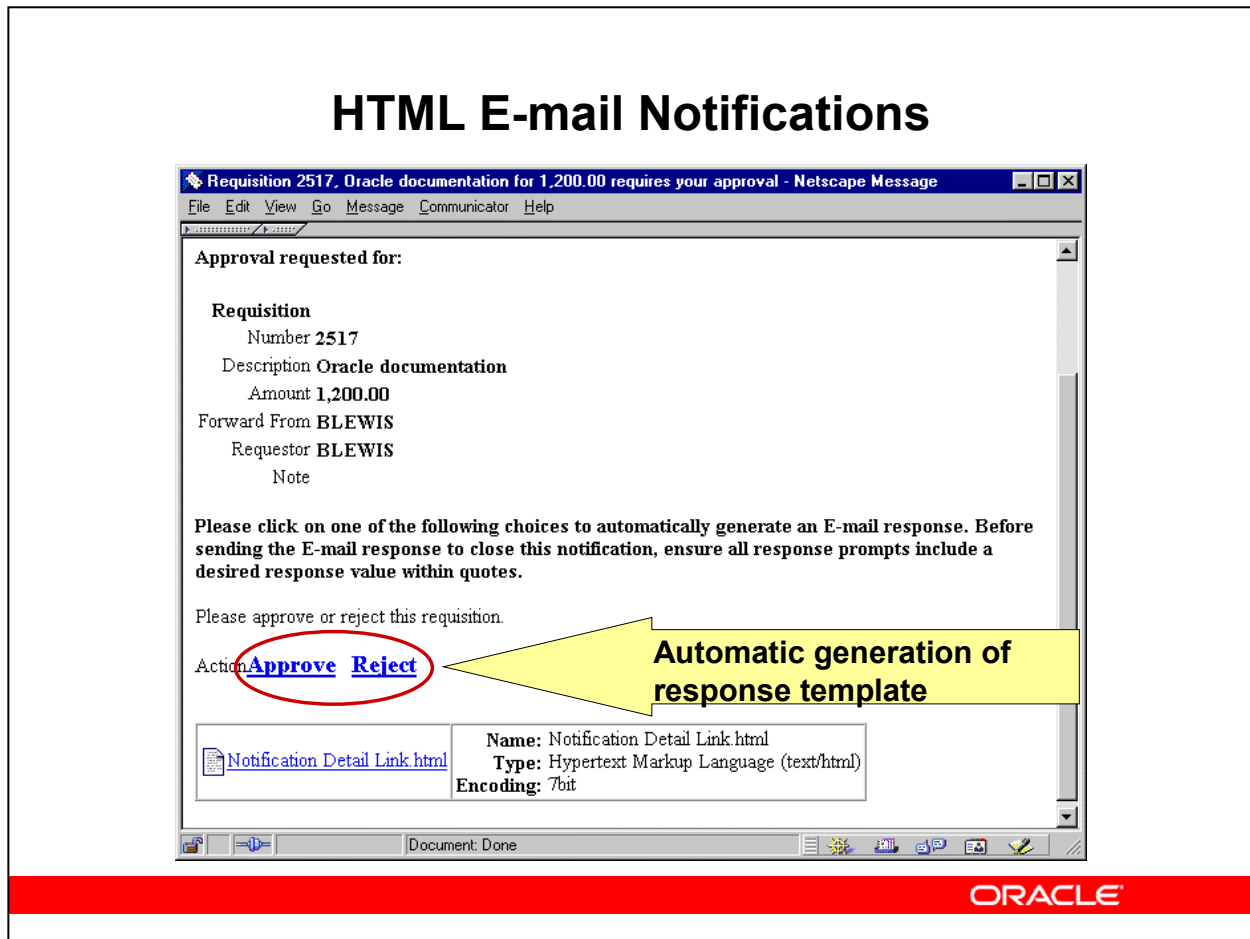 HTML E-mail Notifications
Requisition 2517, Oracle documentation for 1,200.00 requires your approval - Netscape Message
File Edit View Go Message Communicator Help
Approval requested for:
Requisition
Number 2517
Description Oracle documentation
Amount 1,200.00
Forward From BLEWIS
Requestor BLEWIS
Note
Please click on one of the following choices to automatically generate an E-mail response. Before
sending the E-mail response to close this notification, ensure all response prompts include a
desired response value within quotes.
Please approve or reject this requisition.
Action Approve Reject
Automatic generation of
response template
Notification Detail Link.html
Name: Notification Detail Link.html
Type: Hypertext Markup Language (text/html)
Encoding: 7bit
Document: Done
ORACLE